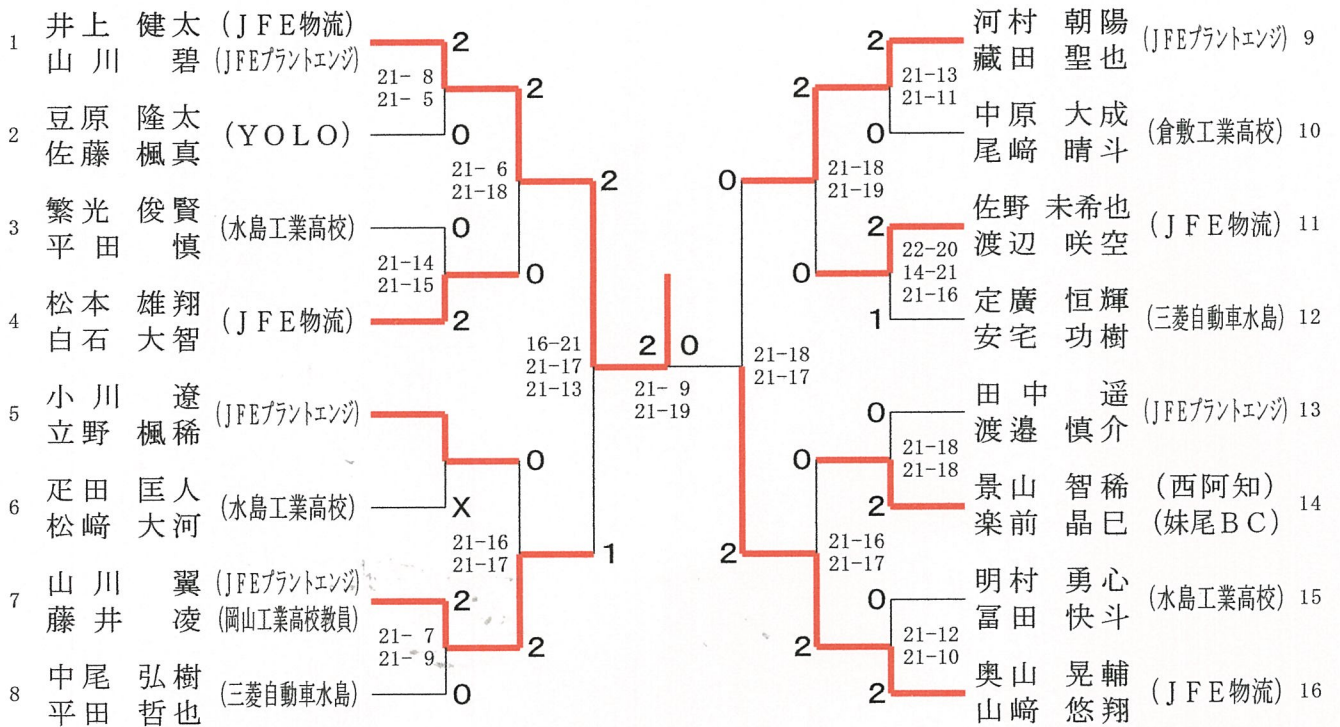 1 井上 健太 (JFE物流)
山川 碧 (JFEプラントエンジ)
2
21- 8
21- 5
2
2 豆原 隆太
佐藤 楓真 (YOLO)
0
21- 6
21-18
2
3 繁光 俊賢
平田 慎 (水島工業高校)
0
21-14
21-15
0
4 松本 雄翔
白石 大智 (JFE物流)
2
16-21
21-17
21-13
2 0
21- 9
21-19
5 小川 遼
立野 楓稀 (JFEプラントエンジ)
0
6 疋田 匡人
松﨑 大河 (水島工業高校)
X
21-16
21-17
1
7 山川 翼 (JFEプラントエンジ)
藤井 凌 (岡山工業高校教員)
2
21- 7
21- 9
2
8 中尾 弘樹
平田 哲也 (三菱自動車水島)
0
2 河村 朝陽
藏田 聖也 (JFEプラントエンジ) 9
21-13
21-11
2
0 中原 大成
尾﨑 晴斗 (倉敷工業高校) 10
21-18
21-19
0
2 佐野 未希也
渡辺 咲空 (JFE物流) 11
22-20
14-21
21-16
0
1 定廣 恒輝
安宅 功樹 (三菱自動車水島) 12
21-18
21-17
0 田中 遥
渡邉 慎介 (JFEプラントエンジ) 13
21-18
21-18
0
2 景山 智稀 (西阿知)
楽前 晶巳 (妹尾BC) 14
21-16
21-17
2
0 明村 勇心
冨田 快斗 (水島工業高校) 15
21-12
21-10
2
2 奥山 晃輔
山﨑 悠翔 (JFE物流) 16